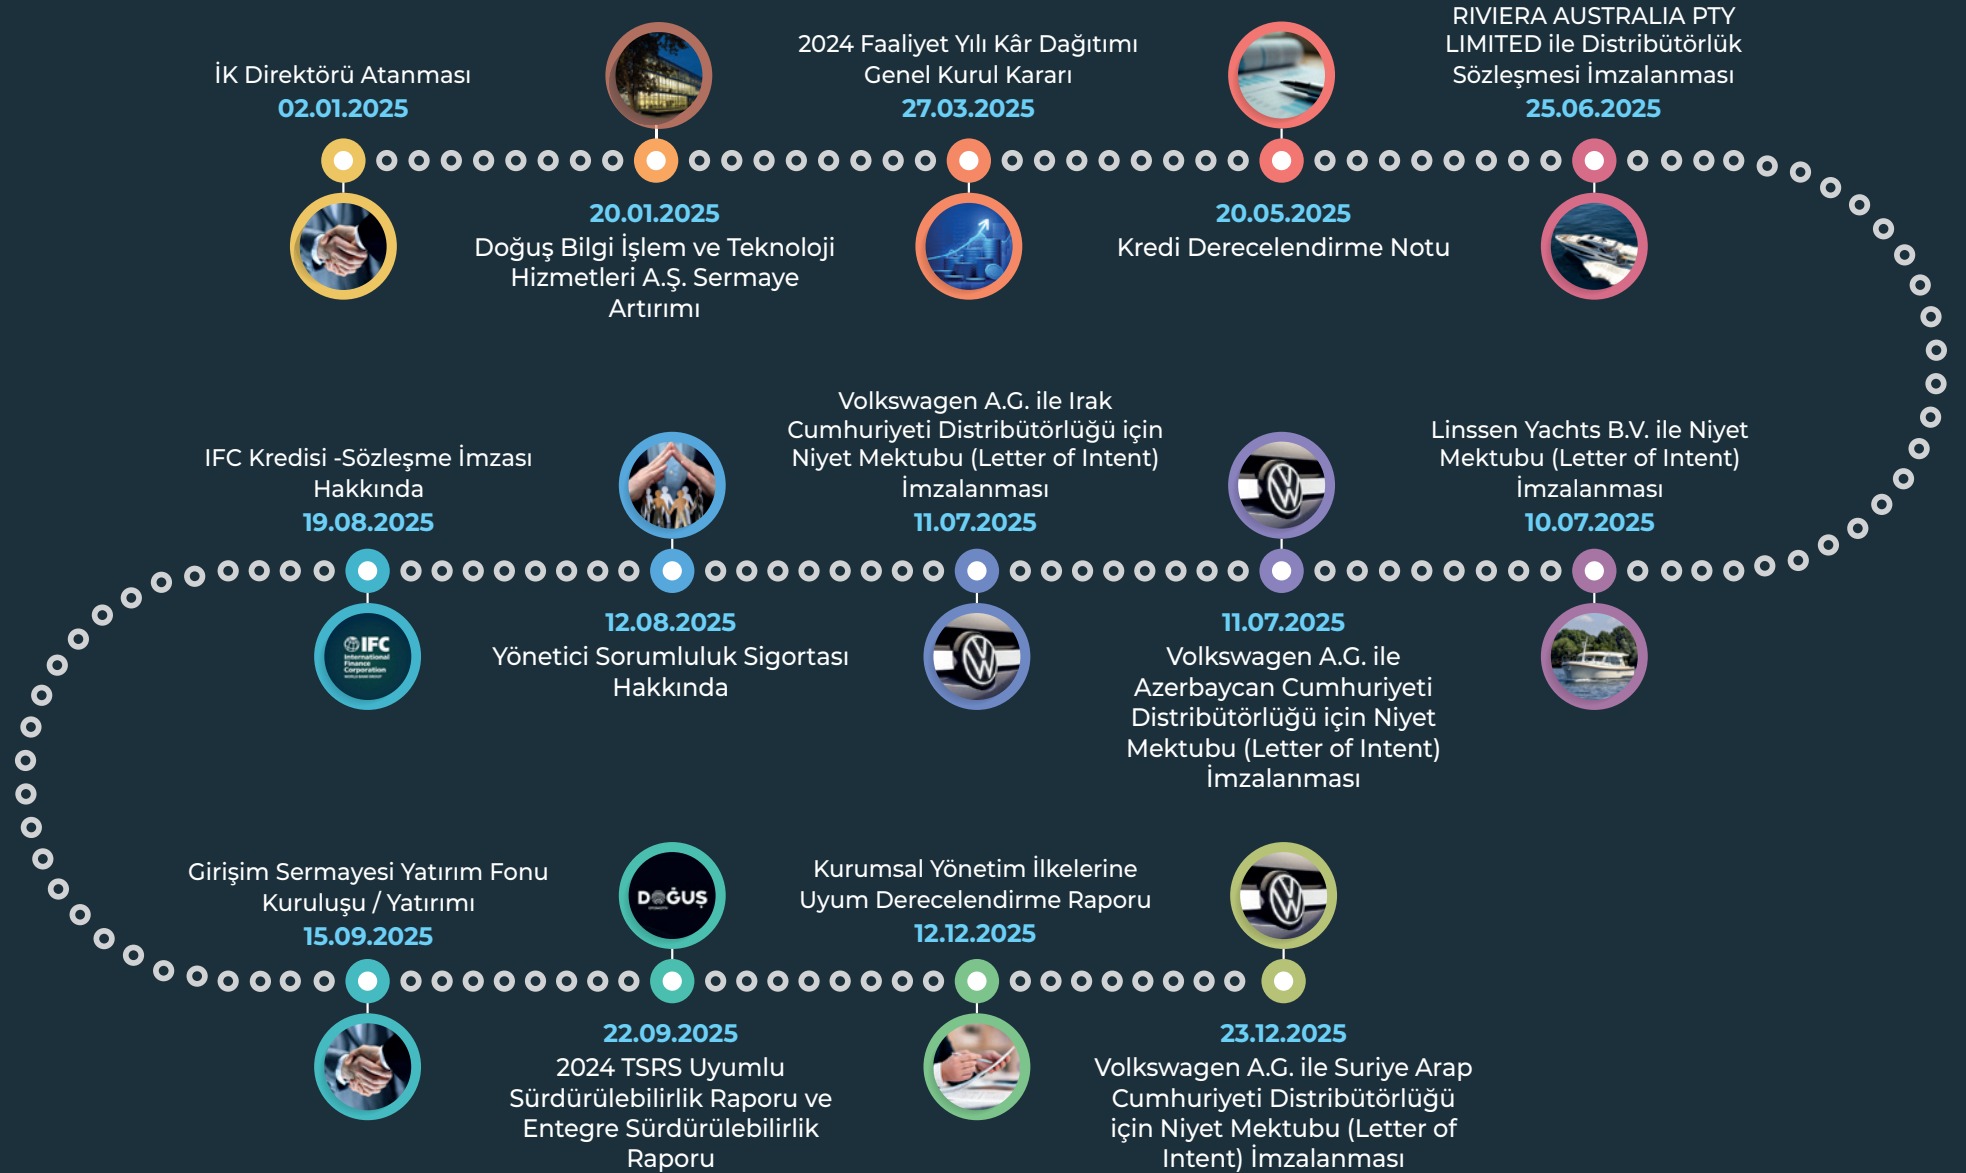 İK Direktörü Atanması
02.01.2025
20.01.2025
Doğuş Bilgi İşlem ve Teknoloji
Hizmetleri A.Ş. Sermaye
Artırımı
2024 Faaliyet Yılı Kâr Dağıtımı
Genel Kurul Kararı
27.03.2025
20.05.2025
Kredi Derecelendirme Notu
RIVIERA AUSTRALIA PTY
LIMITED ile Distribütörlük
Sözleşmesi İmzalanması
25.06.2025
Linssen Yachts B.V. ile Niyet
Mektubu (Letter of Intent)
İmzalanması
10.07.2025
11.07.2025
Volkswagen A.G. ile
Azerbaycan Cumhuriyeti
Distribütörlüğü için Niyet
Mektubu (Letter of Intent)
İmzalanması
Volkswagen A.G. ile Irak
Cumhuriyeti Distribütörlüğü için
Niyet Mektubu (Letter of Intent)
İmzalanması
11.07.2025
12.08.2025
Yönetici Sorumluluk Sigortası
Hakkında
IFC Kredisi -Sözleşme İmzası
Hakkında
19.08.2025
IFC
International
Finance
Corporation
WORLD BANK GROUP
Girişim Sermayesi Yatırım Fonu
Kuruluşu / Yatırımı
15.09.2025
DOĞUŞ
22.09.2025
2024 TSRS Uyumlu
Sürdürülebilirlik Raporu ve
Entegre Sürdürülebilirlik
Raporu
Kurumsal Yönetim İlkelerine
Uyum Derecelendirme Raporu
12.12.2025
23.12.2025
Volkswagen A.G. ile Suriye Arap
Cumhuriyeti Distribütörlüğü
için Niyet Mektubu (Letter of
Intent) İmzalanması